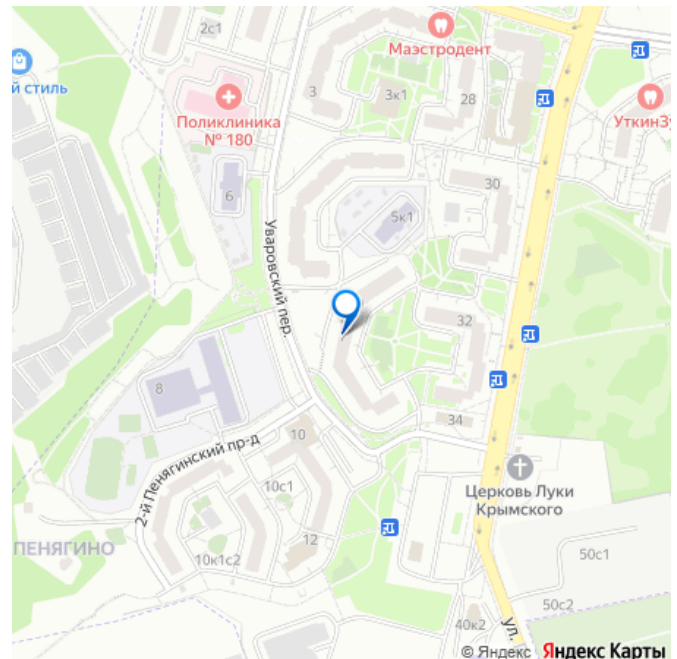 2с1
Маэстродент
й стиль
3
3к1
28
Поликлиника
№ 180
УткинЗу
6
30
5к1
Уваровский пер.
32
8
34
2-й Пенягинский пр-д
10
Церковь Луки
Крымского
10с1
ПЕНЯГИНО
12
10к1с2
50с1
50с2
40к2
ул.
© Яндекс Яндекс Карты